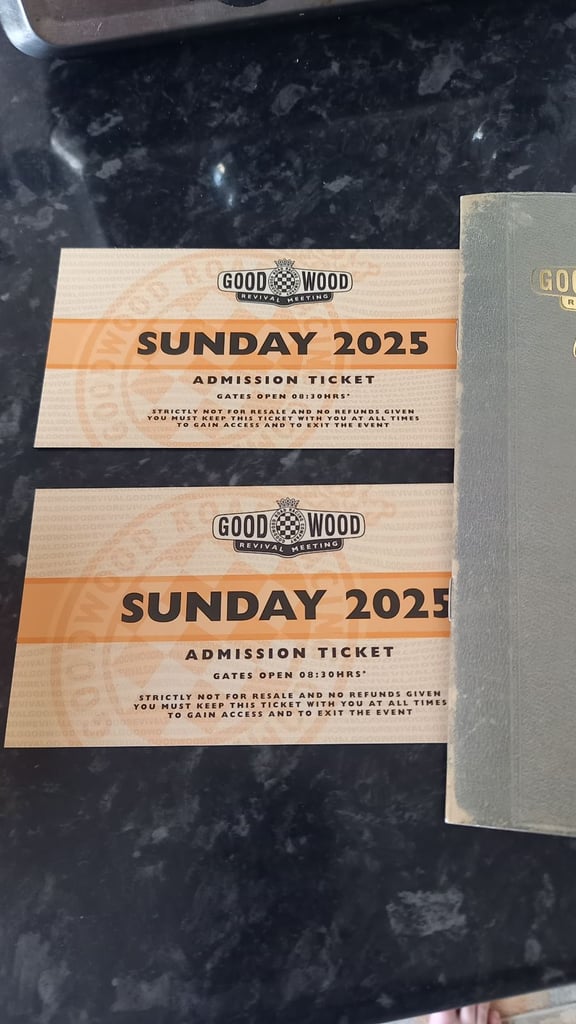 GOOD WOOD
REVIVAL MEETING
SUNDAY 2025
ADMISSION TICKET
GATES OPEN 08:30HRS*
STRICTLY NOT FOR RESALE AND NO REFUNDS GIVEN
YOU MUST KEEP THIS TICKET WITH YOU AT ALL TIMES
TO GAIN ACCESS AND TO EXIT THE EVENT
GOOD WOOD
REVIVAL MEETING
SUNDAY 2025
ADMISSION TICKET
GATES OPEN 08:30HRS*
STRICTLY NOT FOR RESALE AND NO REFUNDS GIVEN
YOU MUST KEEP THIS TICKET WITH YOU AT ALL TIMES
TO GAIN ACCESS AND TO EXIT THE EVENT